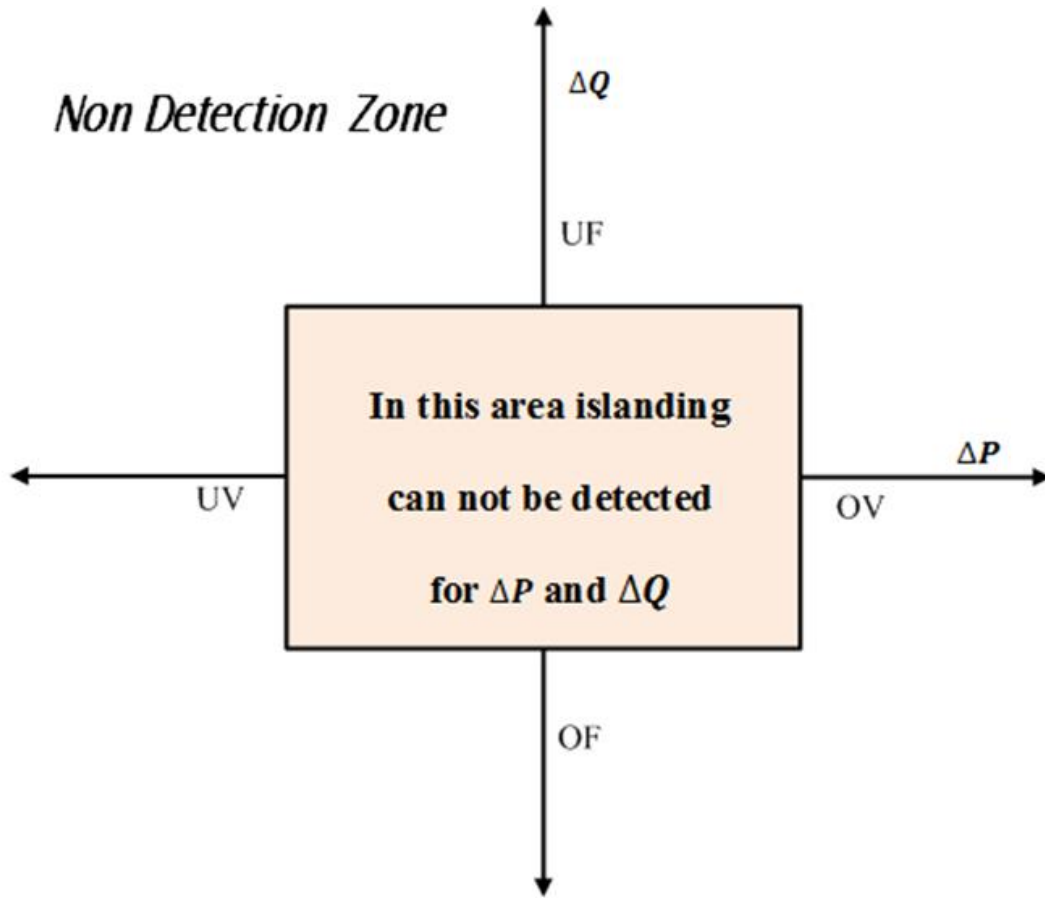 ΔQ
Non Detection Zone
UF
In this area islanding
can not be detected
for ΔP and ΔQ
ΔP
UV
OV
OF